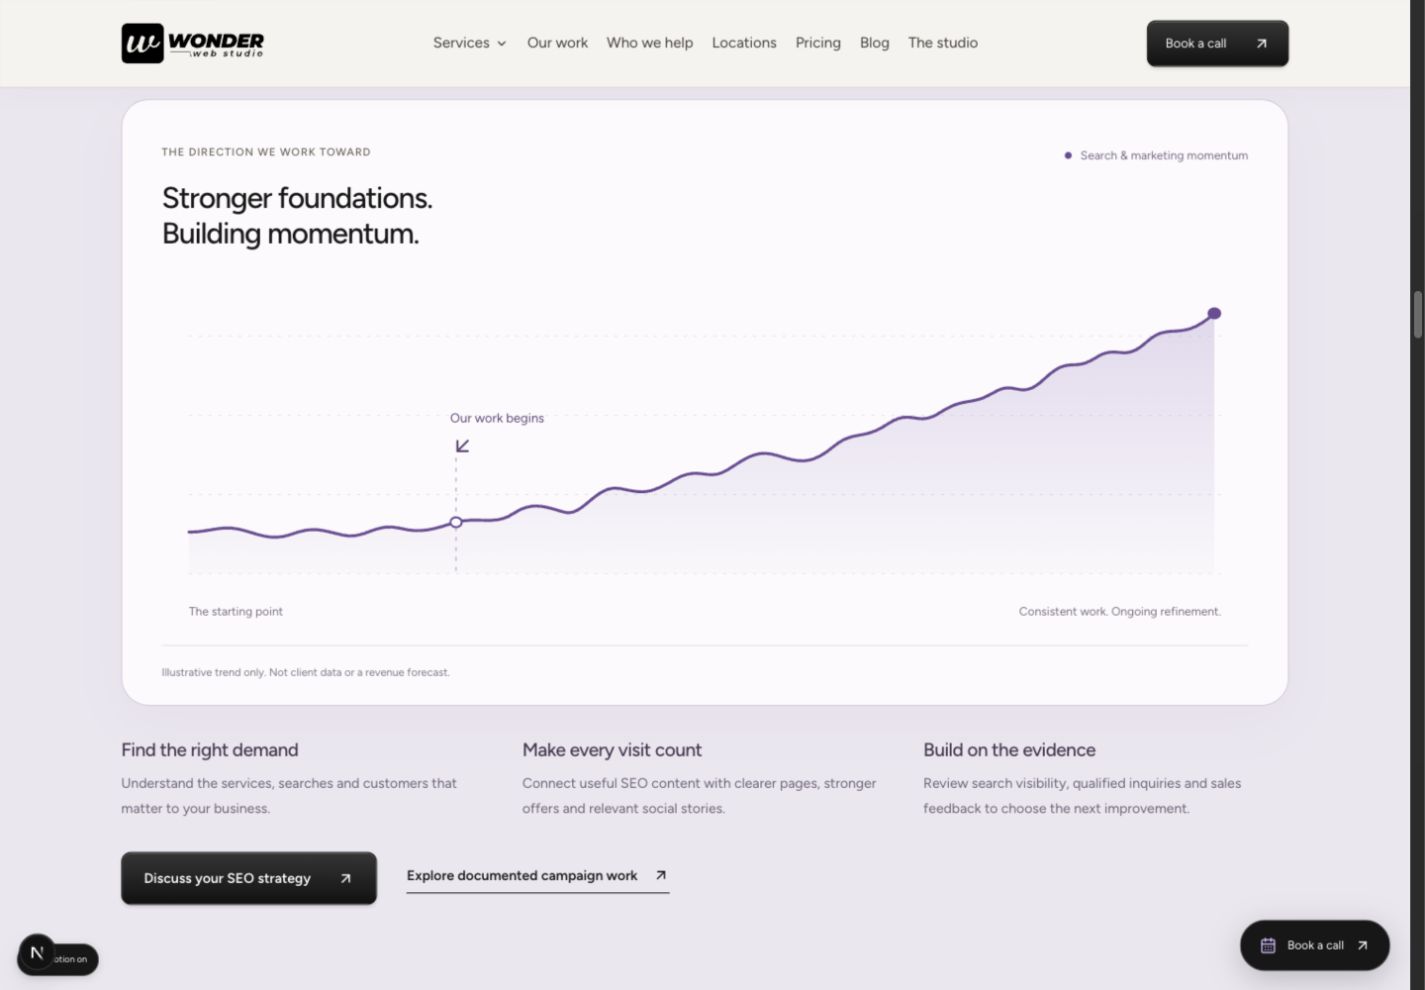 w WONDER
web studio
Services
Our work
Who we help
Locations
Pricing
Blog
The studio
Book a call
THE DIRECTION WE WORK TOWARD
Search & marketing momentum
Stronger foundations.
Building momentum.
Our work begins
The starting point
Consistent work. Ongoing refinement.
Illustrative trend only. Not client data or a revenue forecast.
Find the right demand
Understand the services, searches and customers that
matter to your business.
Make every visit count
Connect useful SEO content with clearer pages, stronger
offers and relevant social stories.
Build on the evidence
Review search visibility, qualified inquiries and sales
feedback to choose the next improvement.
Discuss your SEO strategy
Explore documented campaign work
N
on
Book a call